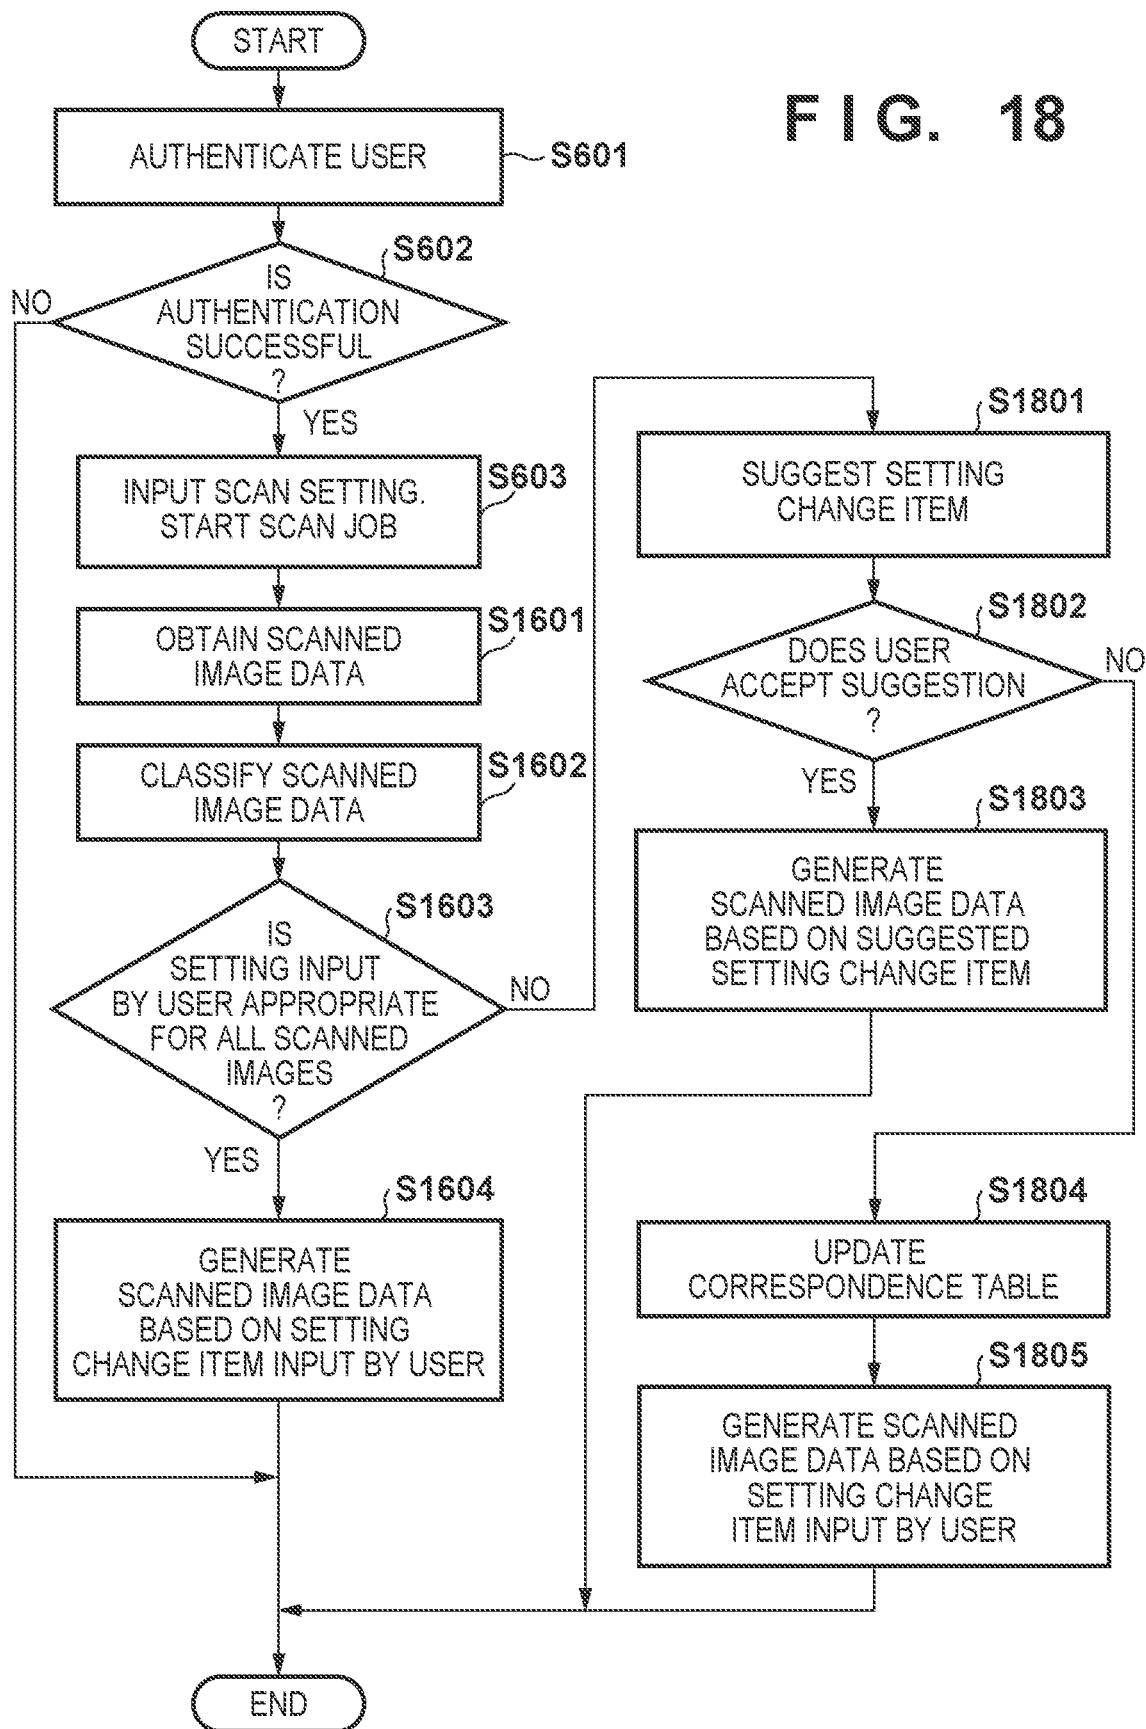 FIG. 18
START
AUTHENTICATE USER
S601
S602
IS
AUTHENTICATION
SUCCESSFUL
?
NO
YES
S603
INPUT SCAN SETTING.
START SCAN JOB
S1601
OBTAIN SCANNED
IMAGE DATA
S1602
CLASSIFY SCANNED
IMAGE DATA
S1603
IS
SETTING INPUT
BY USER APPROPRIATE
FOR ALL SCANNED
IMAGES
?
NO
YES
S1604
GENERATE
SCANNED IMAGE DATA
BASED ON SETTING
CHANGE ITEM INPUT BY USER
S1801
SUGGEST SETTING
CHANGE ITEM
S1802
DOES USER
ACCEPT SUGGESTION
?
NO
YES
S1803
GENERATE
SCANNED IMAGE DATA
BASED ON SUGGESTED
SETTING CHANGE ITEM
S1804
UPDATE
CORRESPONDENCE TABLE
S1805
GENERATE SCANNED
IMAGE DATA BASED ON
SETTING CHANGE
ITEM INPUT BY USER
END